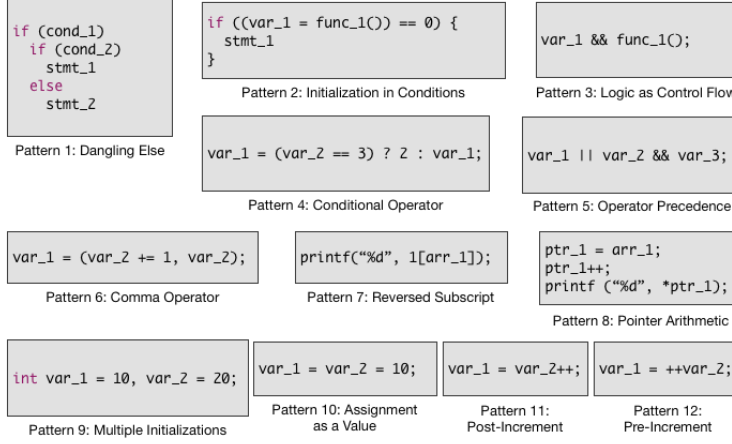 if (cond_1)
if (cond_2)
stmt_1
else
stmt_2
Pattern 1: Dangling Else
if ((var_1 = func_1()) == 0) {
stmt_1
}
Pattern 2: Initialization in Conditions
var_1 && func_1();
Pattern 3: Logic as Control Flow
var_1 = (var_2 == 3) ? 2 : var_1;
Pattern 4: Conditional Operator
var_1 || var_2 && var_3;
Pattern 5: Operator Precedence
var_1 = (var_2 += 1, var_2);
Pattern 6: Comma Operator
printf(“%d”, 1[arr_1]);
Pattern 7: Reversed Subscript
ptr_1 = arr_1;
ptr_1++;
printf (“%d”, *ptr_1);
Pattern 8: Pointer Arithmetic
int var_1 = 10, var_2 = 20;
Pattern 9: Multiple Initializations
var_1 = var_2 = 10;
Pattern 10: Assignment
as a Value
var_1 = var_2++;
Pattern 11:
Post-Increment
var_1 = ++var_2;
Pattern 12:
Pre-Increment